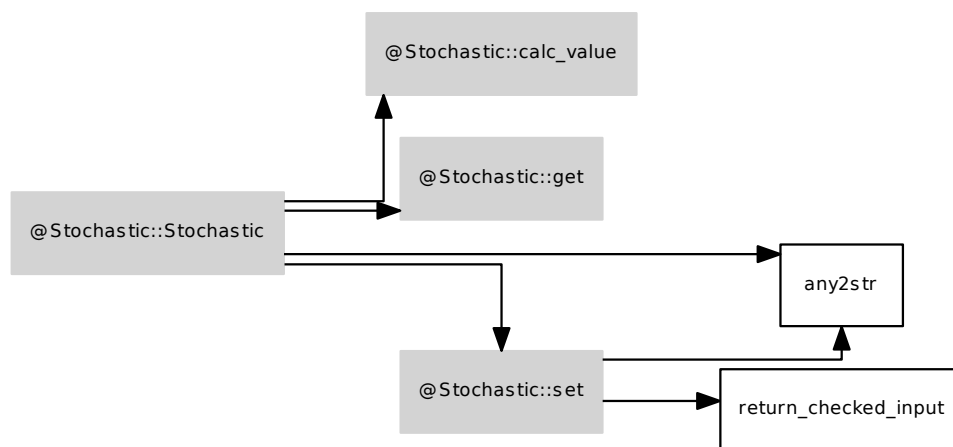 @Stochastic::calc_value
@Stochastic::get
@Stochastic::Stochastic
any2str
@Stochastic::set
return_checked_input